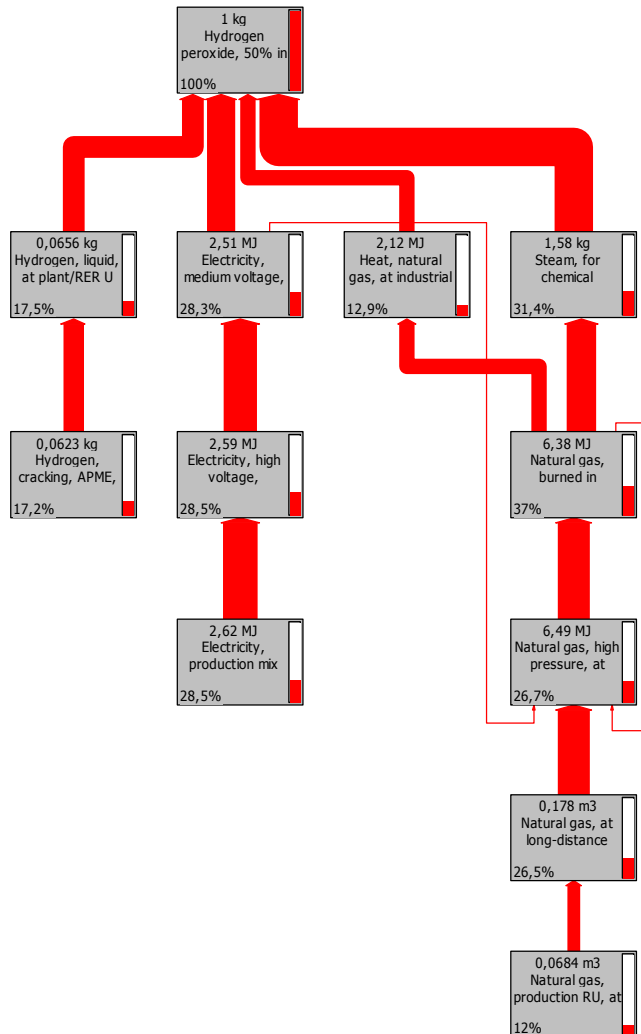 1 kg
Hydrogen
peroxide, 50% in
100%
0,0656 kg
Hydrogen, liquid,
at plant/RER U
17,5%
2,51 MJ
Electricity,
medium voltage,
28,3%
2,12 MJ
Heat, natural
gas, at industrial
12,9%
1,58 kg
Steam, for
chemical
31,4%
0,0623 kg
Hydrogen,
cracking, APME,
17,2%
2,59 MJ
Electricity, high
voltage,
28,5%
6,38 MJ
Natural gas,
burned in
37%
2,62 MJ
Electricity,
production mix
28,5%
6,49 MJ
Natural gas, high
pressure, at
26,7%
0,178 m3
Natural gas, at
long-distance
26,5%
0,0684 m3
Natural gas,
production RU, at
12%